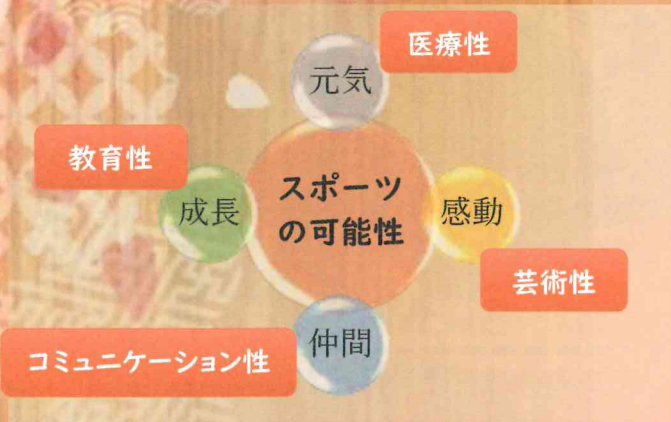 医療性
元気
教育性
成長
スポーツ
の可能性
感動
芸術性
仲間
コミュニケーション性